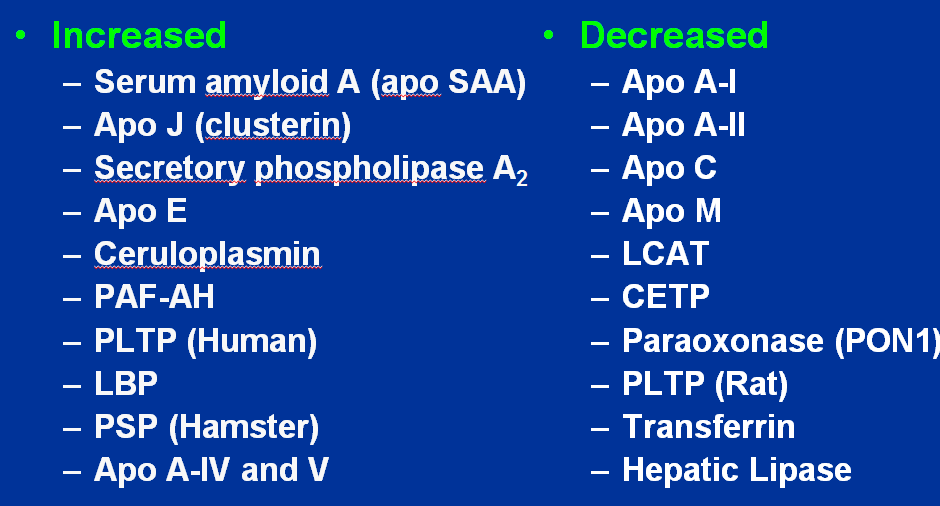 • Increased
– Serum amyloid A (apo SAA)
– Apo J (clusterin)
– Secretory phospholipase A₂
– Apo E
– Ceruloplasmin
– PAF-AH
– PLTP (Human)
– LBP
– PSP (Hamster)
– Apo A-IV and V
• Decreased
– Apo A-I
– Apo A-II
– Apo C
– Apo M
– LCAT
– CETP
– Paraoxonase (PON1)
– PLTP (Rat)
– Transferrin
– Hepatic Lipase